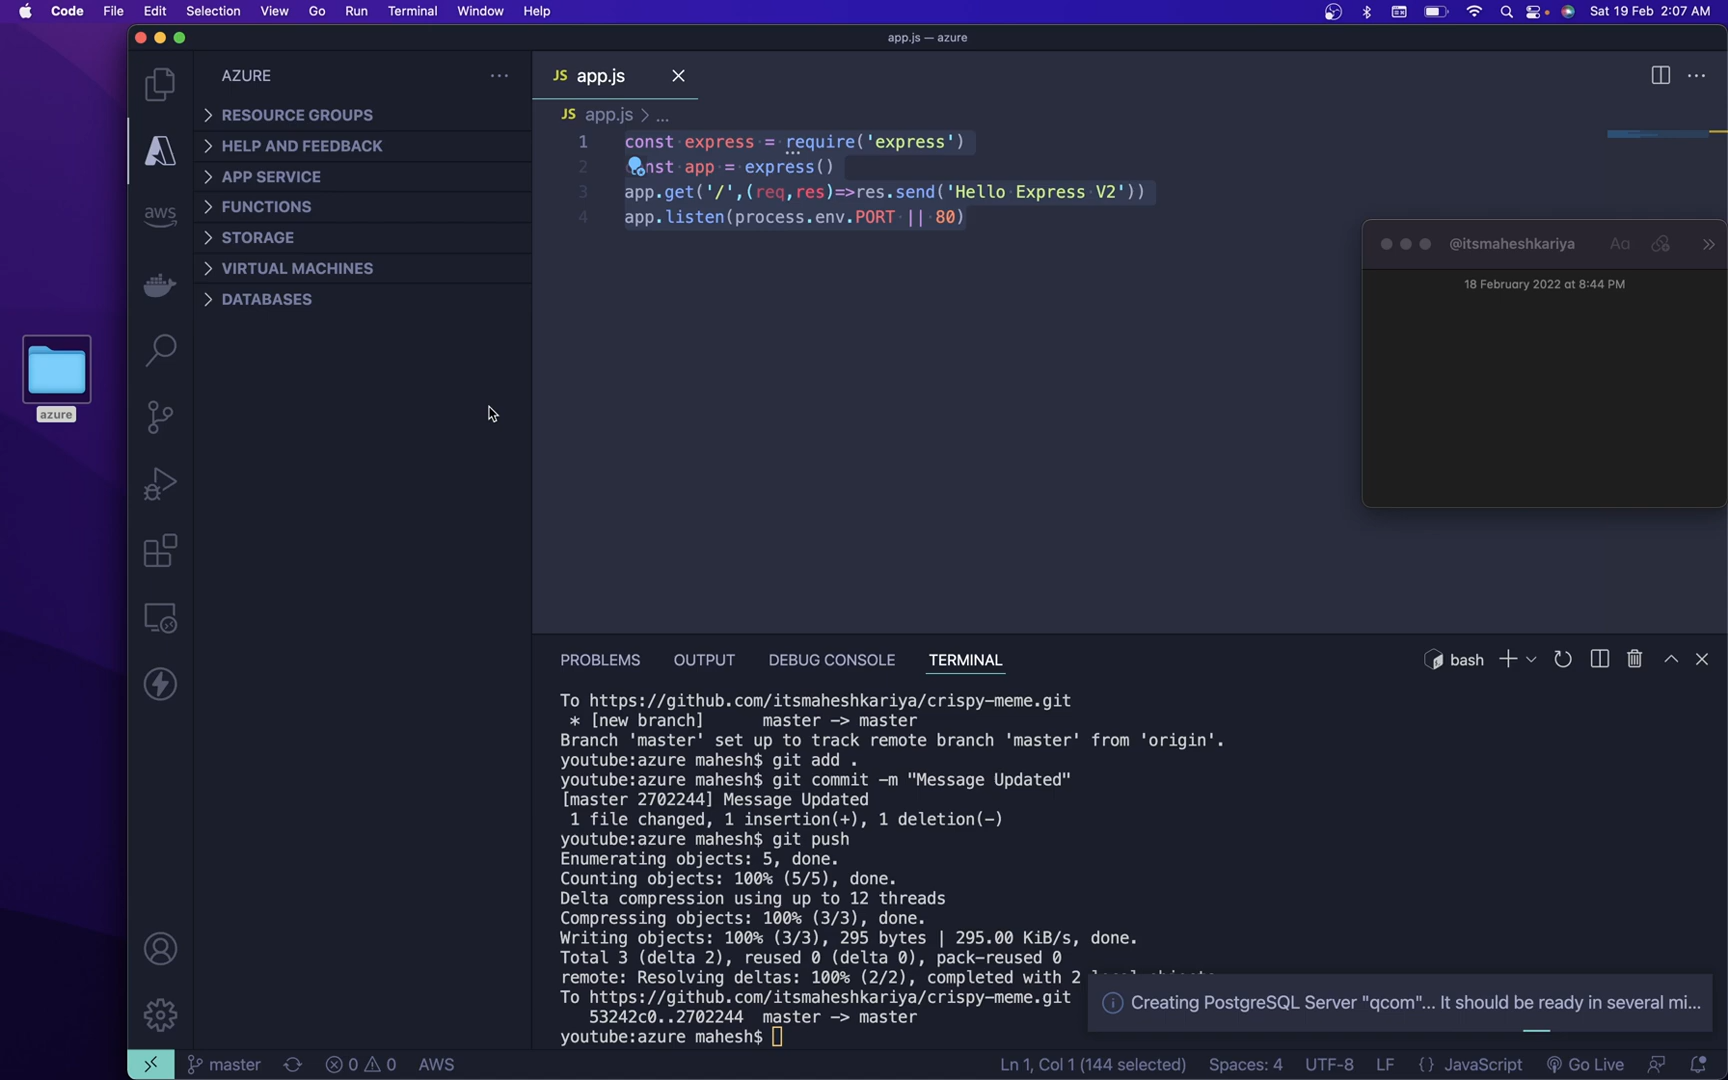 Code File Edit Selection View Go Run Terminal Window Help Sat 19 Feb 2:07 AM
app.js — azure
AZURE
RESOURCE GROUPS
HELP AND FEEDBACK
APP SERVICE
FUNCTIONS
STORAGE
VIRTUAL MACHINES
DATABASES
aws
azure
JS app.js
JS app.js > ...
1 const express = require('express')
2 nst app = express()
3 app.get('/',(req,res)=>res.send('Hello Express V2'))
4 app.listen(process.env.PORT || 80)
@itsmaheshkariya Aa
18 February 2022 at 8:44 PM
PROBLEMS OUTPUT DEBUG CONSOLE TERMINAL bash
To https://github.com/itsmaheshkariya/crispy-meme.git
* [new branch] master -> master
Branch 'master' set up to track remote branch 'master' from 'origin'.
youtube:azure mahesh$ git add .
youtube:azure mahesh$ git commit -m "Message Updated"
[master 2702244] Message Updated
1 file changed, 1 insertion(+), 1 deletion(-)
youtube:azure mahesh$ git push
Enumerating objects: 5, done.
Counting objects: 100% (5/5), done.
Delta compression using up to 12 threads
Compressing objects: 100% (3/3), done.
Writing objects: 100% (3/3), 295 bytes | 295.00 KiB/s, done.
Total 3 (delta 2), reused 0 (delta 0), pack-reused 0
remote: Resolving deltas: 100% (2/2), completed with 2
To https://github.com/itsmaheshkariya/crispy-meme.git
53242c0..2702244 master -> master
youtube:azure mahesh$
Creating PostgreSQL Server "qcom"... It should be ready in several mi...
master 0 0 AWS Ln 1, Col 1 (144 selected) Spaces: 4 UTF-8 LF {} JavaScript Go Live